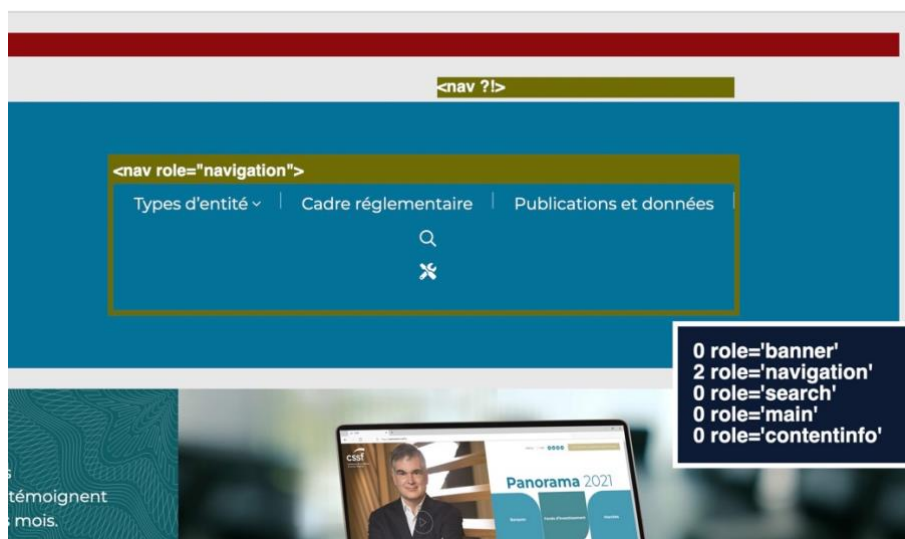 <nav ?!>
<nav role="navigation">
Types d'entité
Cadre réglementaire
Publications et données
0 role='banner'
2 role='navigation'
0 role='search'
0 role='main'
0 role='contentinfo'
témoignent
mois.
cssf
Panorama 2021